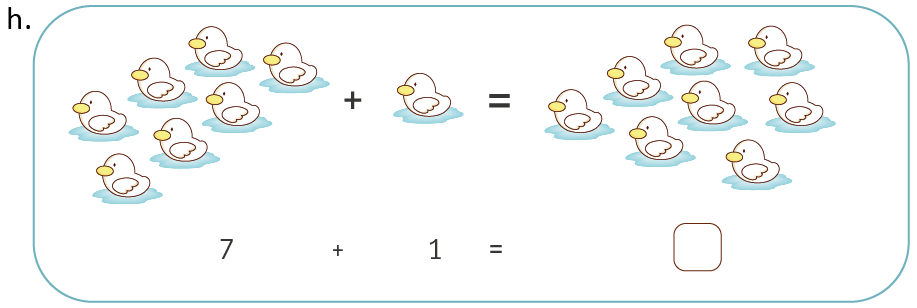 h.
+ =
7 + 1 =